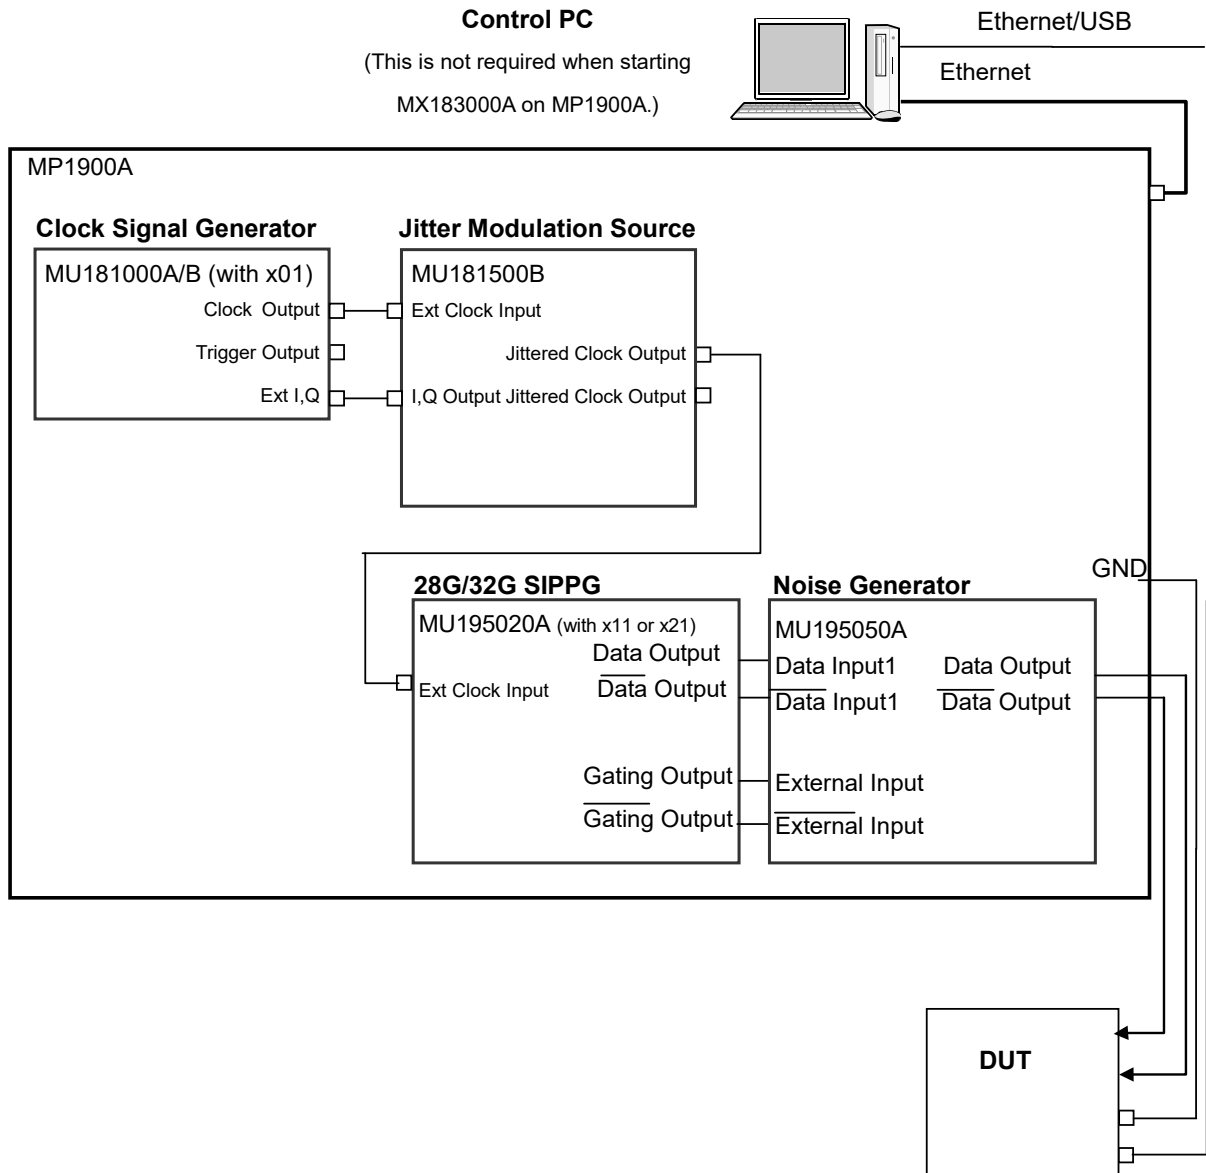 Control PC
(This is not required when starting
MX183000A on MP1900A.)
Ethernet/USB
Ethernet
MP1900A
Clock Signal Generator
MU181000A/B (with x01)
Clock Output
Trigger Output
Ext I,Q
Jitter Modulation Source
MU181500B
Ext Clock Input
Jittered Clock Output
I,Q Output Jittered Clock Output
GND
28G/32G SIPPG
MU195020A (with x11 or x21)
Data Output
Ext Clock Input
Data Output
Gating Output
Gating Output
Noise Generator
MU195050A
Data Input1 Data Output
Data Input1 Data Output
External Input
External Input
DUT